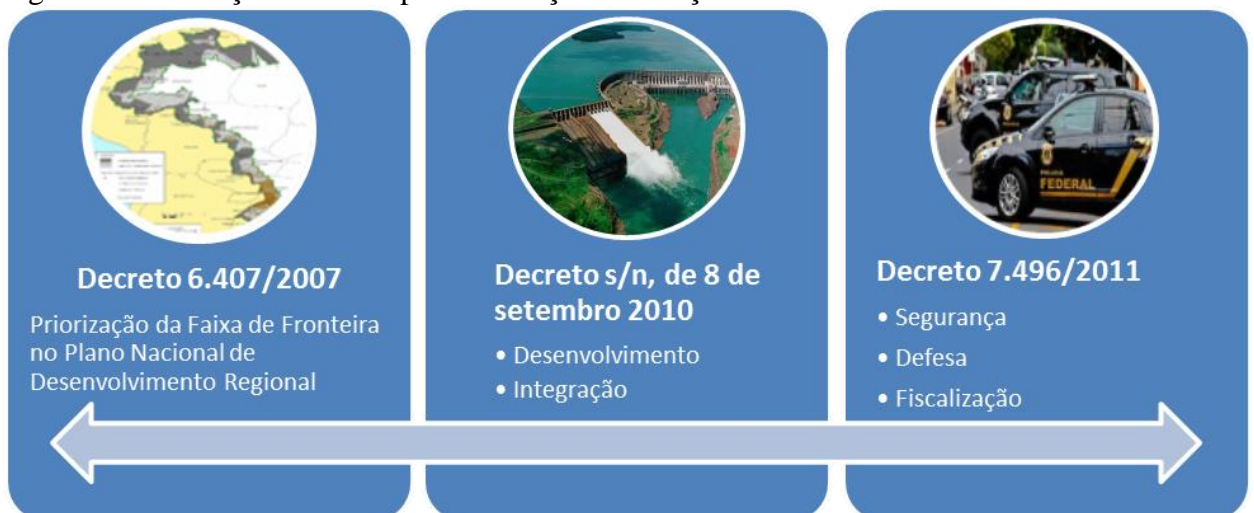 Decreto 6.407/2007
Priorização da Faixa de Fronteira
no Plano Nacional de
Desenvolvimento Regional
Decreto s/n, de 8 de
setembro 2010
• Desenvolvimento
• Integração
POLÍCIA
FEDERAL
Decreto 7.496/2011
• Segurança
• Defesa
• Fiscalização